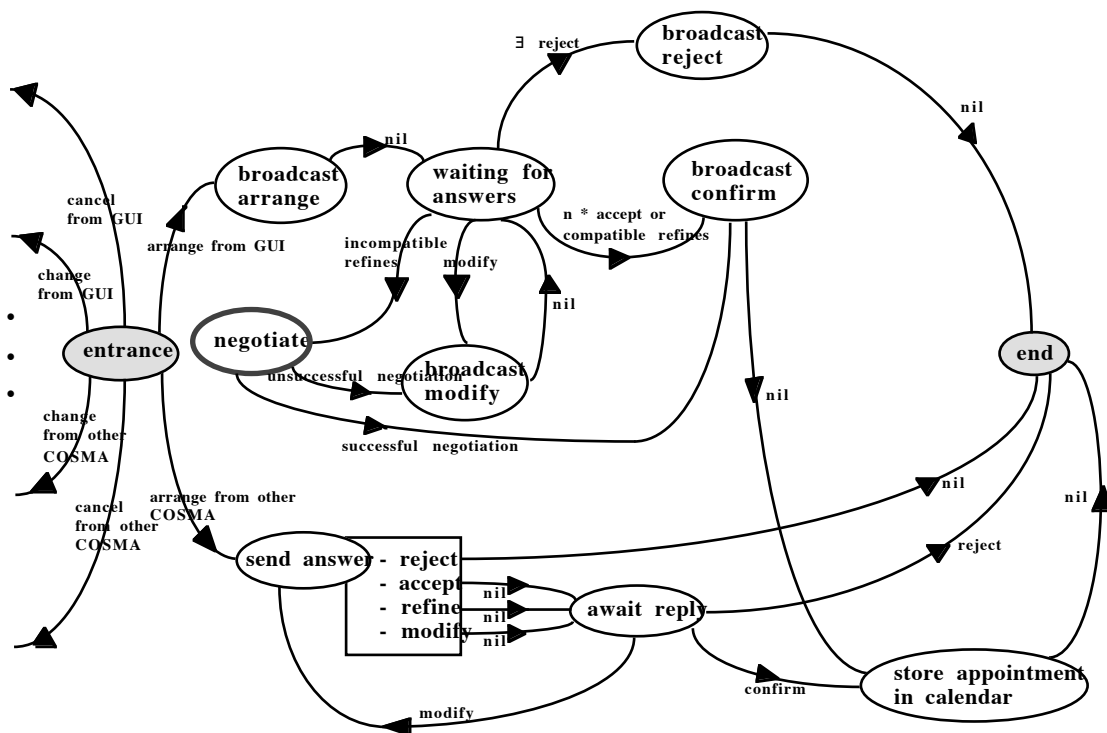 broadcast
reject
∃ reject
nil
nil
broadcast
arrange
waiting for
answers
broadcast
confirm
cancel
from GUI
arrange from GUI
n * accept or
compatible refines
incompatible
refines
modify
change
from GUI
nil
entrance
negotiate
end
unsuccessful negotiation
broadcast
modify
nil
change
from other
COSMA
successful negotiation
cancel
from other
COSMA
arrange from other
COSMA
nil
nil
send answer
- reject
- accept
- refine
- modify
nil
nil
nil
await reply
reject
confirm
store appointment
in calendar
modify